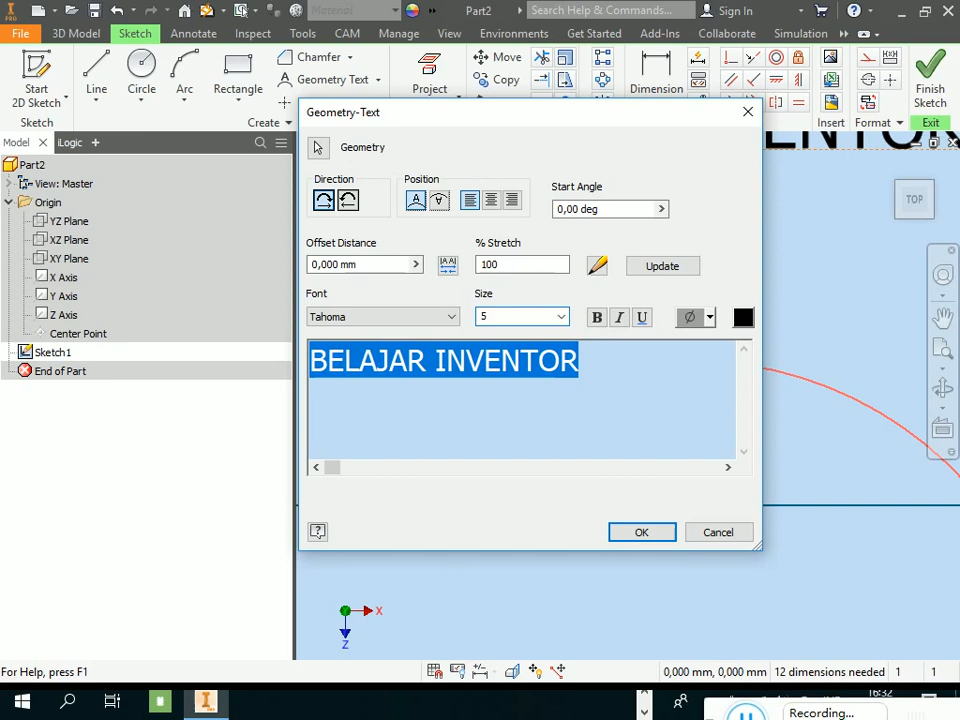 Material
Part2
Search Help & Commands...
Sign In
File
3D Model
Sketch
Annotate
Inspect
Tools
CAM
Manage
View
Environments
Get Started
Add-Ins
Collaborate
Simulation
Start
2D Sketch
Line
Circle
Arc
Rectangle
Chamfer
Geometry Text
Project
Move
Copy
Dimension
Finish
Sketch
Sketch
Create
Insert
Format
Exit
Model
iLogic
Part2
View: Master
Origin
YZ Plane
XZ Plane
XY Plane
X Axis
Y Axis
Z Axis
Center Point
Sketch1
End of Part
Geometry-Text
Geometry
Direction
Position
Start Angle
0,00 deg
Offset Distance
% Stretch
0,000 mm
100
Update
Font
Size
Tahoma
5
B I U
BELAJAR INVENTOR
OK
Cancel
TOP
X
Z
For Help, press F1
0,000 mm, 0,000 mm
12 dimensions needed
1
1
16:32
Recording...